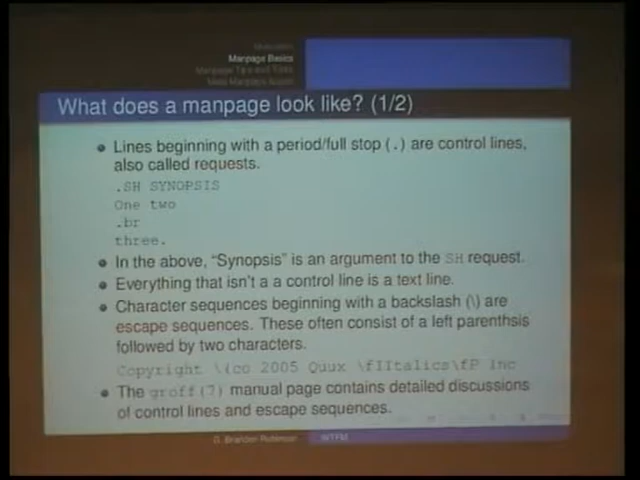 Manpage Basics
Manpage Tips and Tricks
What does a manpage look like? (1/2)
Lines beginning with a period/full stop (.) are control lines,
also called requests.
.SH SYNOPSIS
One two
.br
three.
In the above, “Synopsis” is an argument to the SH request.
Everything that isn't a a control line is a text line.
Character sequences beginning with a backslash (\) are
escape sequences. These often consist of a left parenthsis
followed by two characters.
Copyright \(co 2005 Quux \fIItalics\fP Inc
The groff(7) manual page contains detailed discussions
of control lines and escape sequences.
G. Branden Robinson WTFM